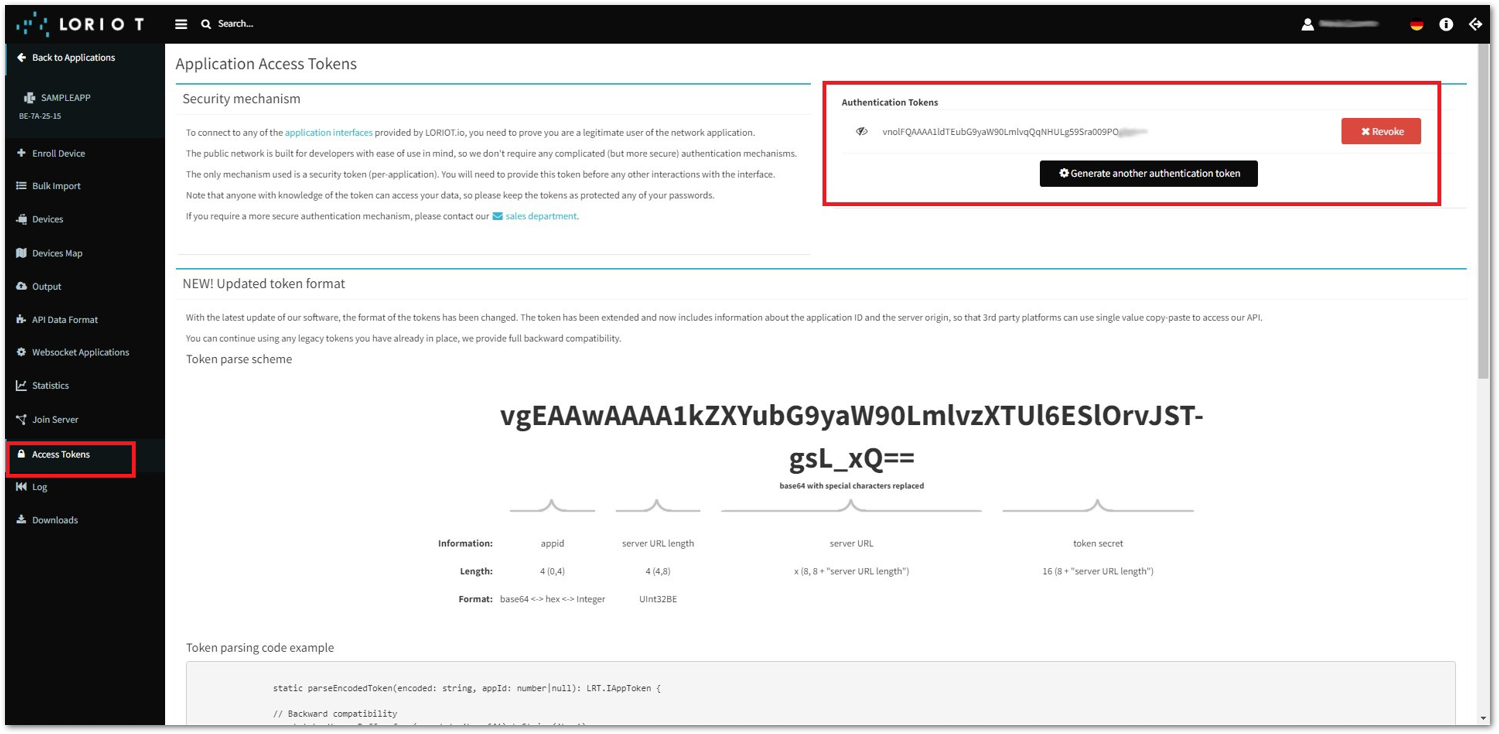 LORIOT
Search...
Back to Applications
SAMPLEAPP
BE-7A-25-15
Enroll Device
Bulk Import
Devices
Devices Map
Output
API Data Format
Websocket Applications
Statistics
Join Server
Access Tokens
Log
Downloads
Application Access Tokens
Security mechanism
To connect to any of the application interfaces provided by LORIOT.io, you need to prove you are a legitimate user of the network application.
The public network is built for developers with ease of use in mind, so we don't require any complicated (but more secure) authentication mechanisms.
The only mechanism used is a security token (per-application). You will need to provide this token before any other interactions with the interface.
Note that anyone with knowledge of the token can access your data, so please keep the tokens as protected any of your passwords.
If you require a more secure authentication mechanism, please contact our sales department.
Authentication Tokens
vnolFQAAAA1ldTEubG9yaW90LmlvqQqNHULg59Sra009PO
Revoke
Generate another authentication token
NEW! Updated token format
With the latest update of our software, the format of the tokens has been changed. The token has been extended and now includes information about the application ID and the server origin, so that 3rd party platforms can use single value copy-paste to access our API.
You can continue using any legacy tokens you have already in place, we provide full backward compatibility.
Token parse scheme
vgEAAwAAAA1kZXYubG9yaW90LmlvzXTUl6ESlOrvJST-
gsL_xQ==
base64 with special characters replaced
Information: appid server URL length server URL token secret
Length: 4 (0,4) 4 (4,8) x (8, 8 + "server URL length") 16 (8 + "server URL length")
Format: base64 <-> hex <-> Integer UInt32BE
Token parsing code example
static parseEncodedToken(encoded: string, appId: number|null): LRT.IAppToken {
// Backward compatibility